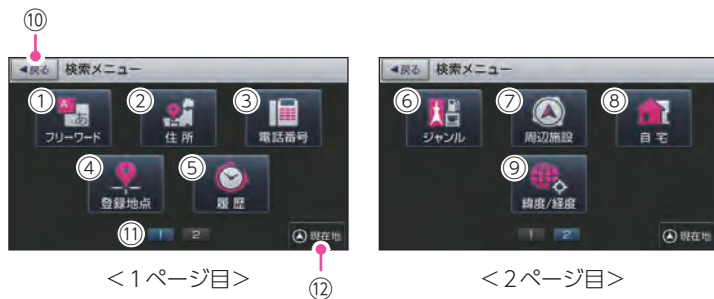 ⑩
◀戻る 検索メニュー
① ② ③
A あ
フリーワード 住所 電話番号
④ ⑤
登録地点 履歴
⑪ 1 2 現在地
<1ページ目>
⑫
◀戻る 検索メニュー
⑥ ⑦ ⑧
ジャンル 周辺施設 自宅
⑨
緯度/経度
1 2 現在地
<2ページ目>